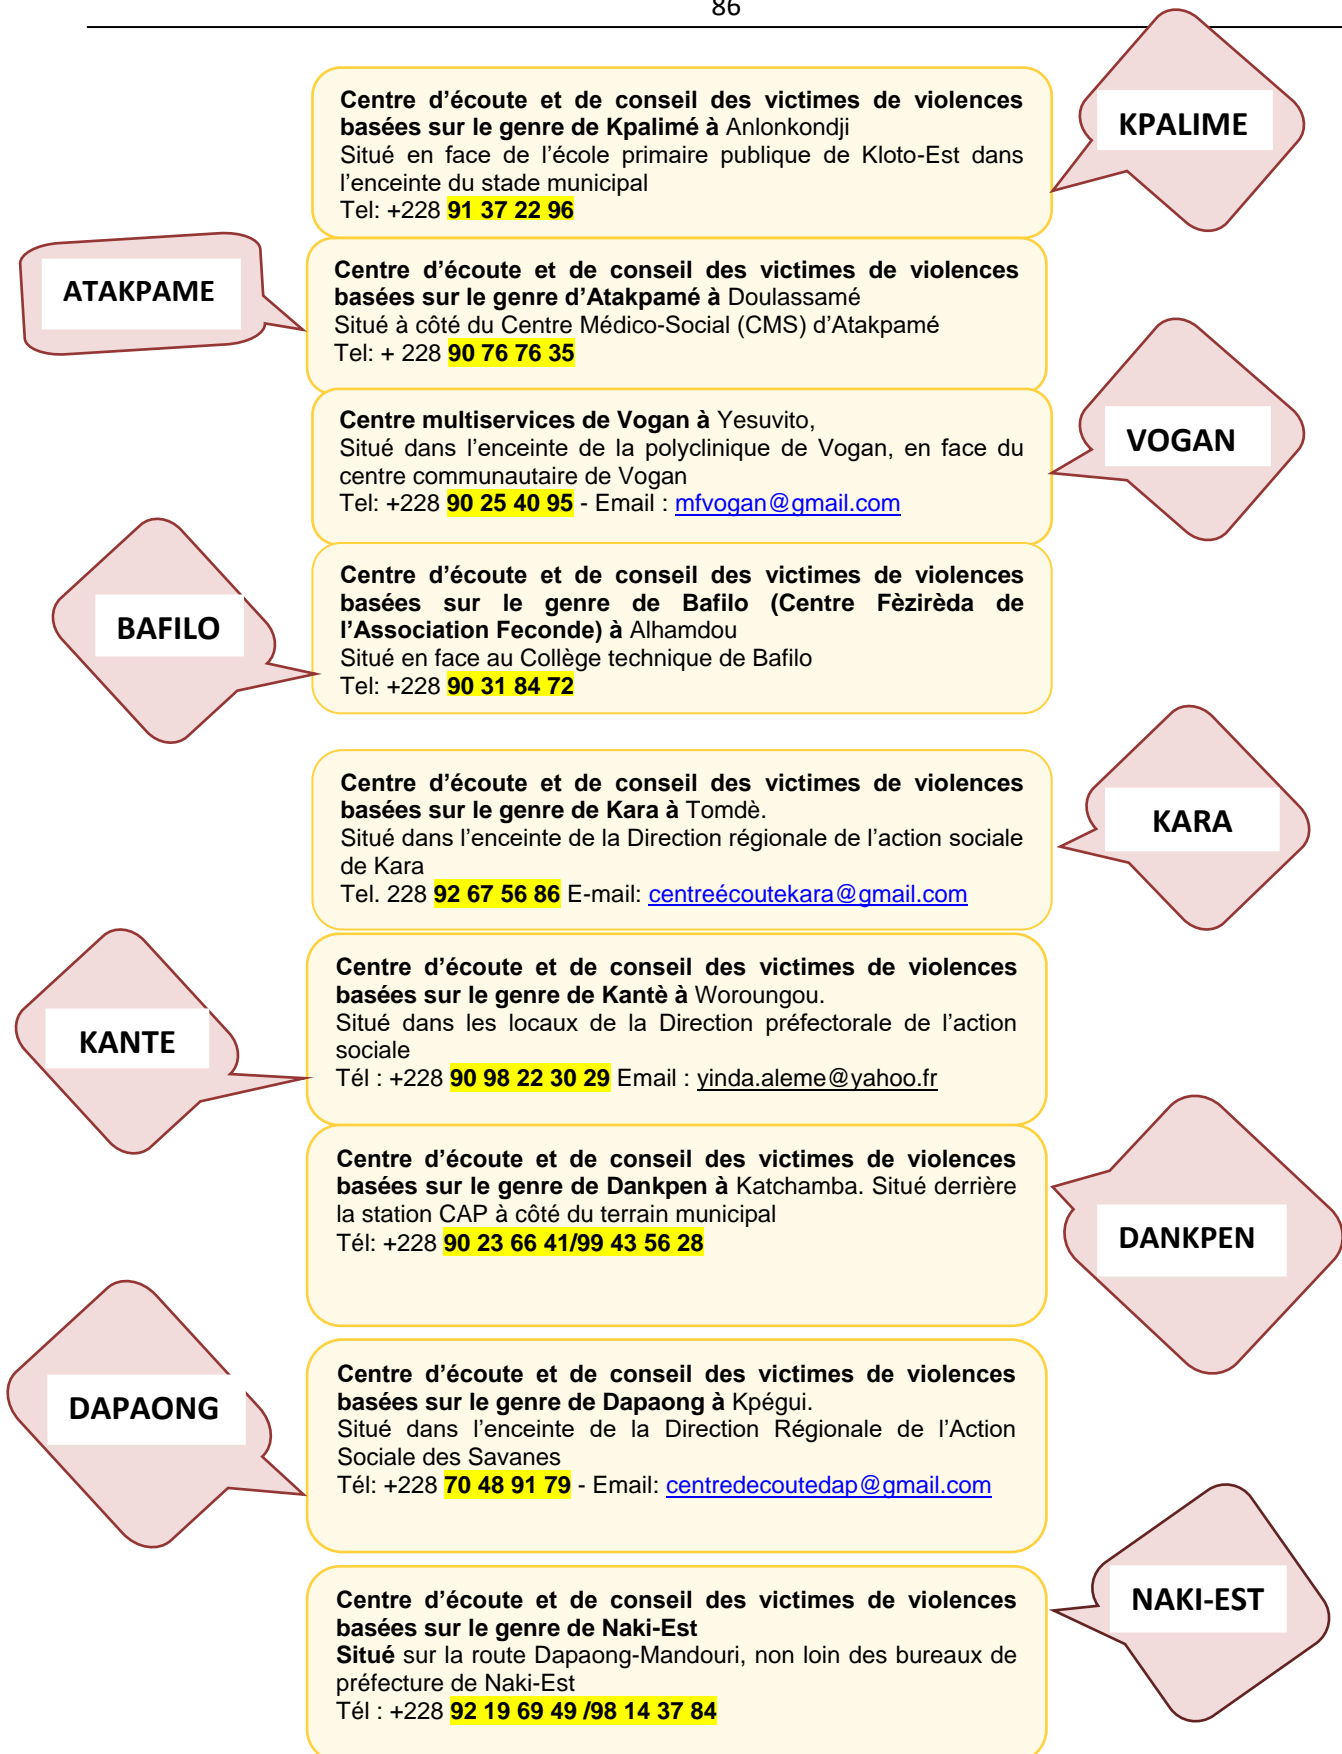 86
Centre d’écoute et de conseil des victimes de violences
basées sur le genre de Kpalimé à Anlonkondji
Situé en face de l’école primaire publique de Kloto-Est dans
l’enceinte du stade municipal
Tel: +228 91 37 22 96
KPALIME
ATAKPAME
Centre d’écoute et de conseil des victimes de violences
basées sur le genre d’Atakpamé à Doulassamé
Situé à côté du Centre Médico-Social (CMS) d’Atakpamé
Tel: + 228 90 76 76 35
Centre multiservices de Vogan à Yesuvito,
Situé dans l’enceinte de la polyclinique de Vogan, en face du
centre communautaire de Vogan
Tel: +228 90 25 40 95 - Email : mfvogan@gmail.com
VOGAN
BAFILO
Centre d’écoute et de conseil des victimes de violences
basées sur le genre de Bafilo (Centre Fèzirèda de
l’Association Feconde) à Alhamdou
Situé en face au Collège technique de Bafilo
Tel: +228 90 31 84 72
Centre d’écoute et de conseil des victimes de violences
basées sur le genre de Kara à Tomdè.
Situé dans l’enceinte de la Direction régionale de l’action sociale
de Kara
Tel. 228 92 67 56 86 E-mail: centreécoutekara@gmail.com
KARA
KANTE
Centre d’écoute et de conseil des victimes de violences
basées sur le genre de Kantè à Woroungou.
Situé dans les locaux de la Direction préfectorale de l’action
sociale
Tél : +228 90 98 22 30 29 Email : yinda.aleme@yahoo.fr
Centre d’écoute et de conseil des victimes de violences
basées sur le genre de Dankpen à Katchamba. Situé derrière
la station CAP à côté du terrain municipal
Tél: +228 90 23 66 41/99 43 56 28
DANKPEN
DAPAONG
Centre d’écoute et de conseil des victimes de violences
basées sur le genre de Dapaong à Kpégui.
Situé dans l’enceinte de la Direction Régionale de l’Action
Sociale des Savanes
Tél: +228 70 48 91 79 - Email: centredecoutedap@gmail.com
Centre d’écoute et de conseil des victimes de violences
basées sur le genre de Naki-Est
Situé sur la route Dapaong-Mandouri, non loin des bureaux de
préfecture de Naki-Est
Tél : +228 92 19 69 49 /98 14 37 84
NAKI-EST